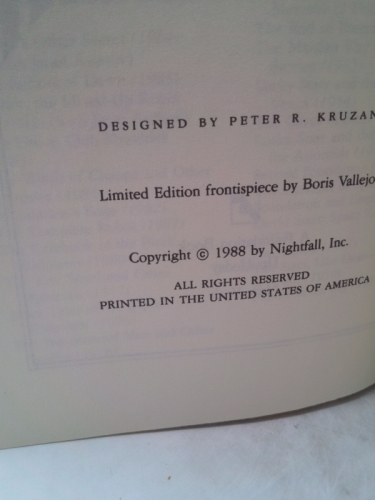 DESIGNED BY PETER R. KRUZAN
Limited Edition frontispiece by Boris Vallejo
Copyright © 1988 by Nightfall, Inc.
ALL RIGHTS RESERVED
PRINTED IN THE UNITED STATES OF AMERICA